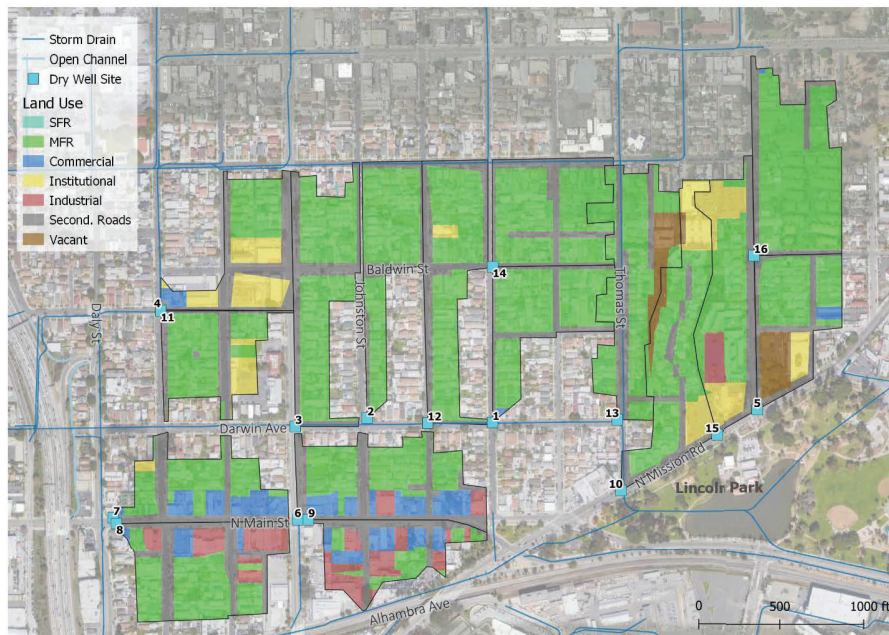 Storm Drain
Open Channel
Dry Well Site
Land Use
SFR
MFR
Commercial
Institutional
Industrial
Second. Roads
Vacant
16
Baldwin St
14
Thomas St
Johnston St
Daly St
4
11
5
2
3
12
1
13
15
Darwin Ave
N Mission Rd
10
Lincolr Park
7
8
6
9
N Main St
Alhambra Ave
0 500 1000 ft